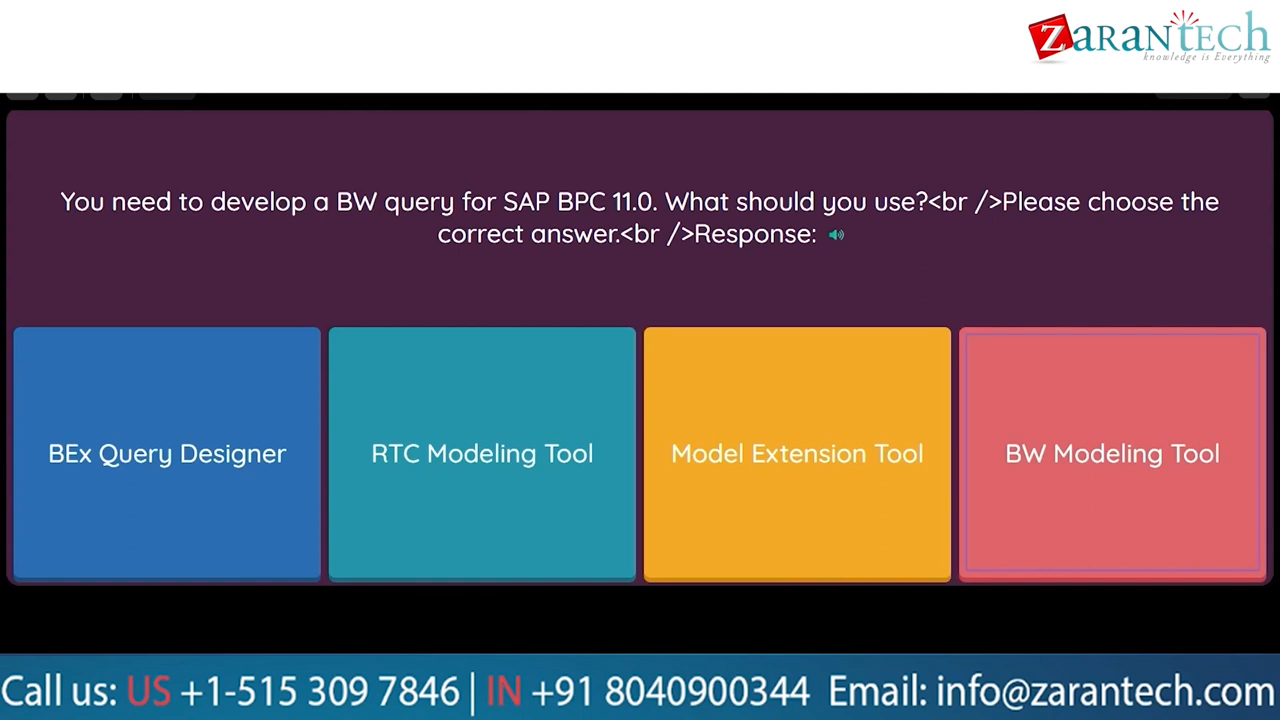 ZARANTECH
knowledge is Everything
You need to develop a BW query for SAP BPC 11.0. What should you use?<br />Please choose the
correct answer.<br />Response:
BEx Query Designer
RTC Modeling Tool
Model Extension Tool
BW Modeling Tool
Call us: US +1-515 309 7846 | IN +91 8040900344 Email: info@zarantech.com